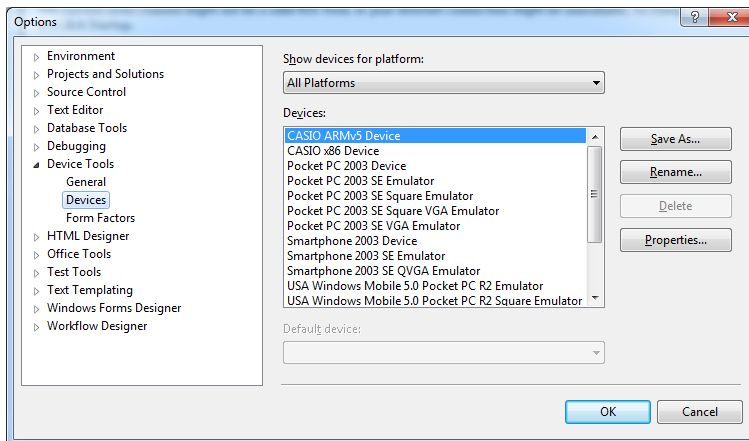 Options
Environment
Projects and Solutions
Source Control
Text Editor
Database Tools
Debugging
Device Tools
General
Devices
Form Factors
HTML Designer
Office Tools
Test Tools
Text Templating
Windows Forms Designer
Workflow Designer
Show devices for platform:
All Platforms
Devices:
CASIO ARMv5 Device
CASIO x86 Device
Pocket PC 2003 Device
Pocket PC 2003 SE Emulator
Pocket PC 2003 SE Square Emulator
Pocket PC 2003 SE Square VGA Emulator
Pocket PC 2003 SE VGA Emulator
Smartphone 2003 Device
Smartphone 2003 SE Emulator
Smartphone 2003 SE QVGA Emulator
USA Windows Mobile 5.0 Pocket PC R2 Emulator
USA Windows Mobile 5.0 Pocket PC R2 Square Emulator
Save As...
Rename...
Delete
Properties...
Default device:
OK
Cancel